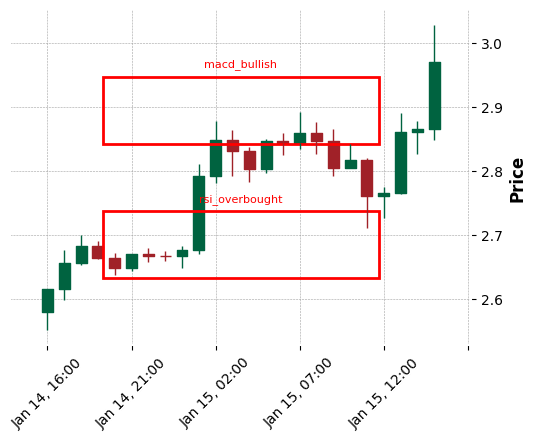 macd_bullish
rsi_overbought
3.0
2.9
2.8
2.7
2.6
Price
Jan 14, 16:00
Jan 14, 21:00
Jan 15, 02:00
Jan 15, 07:00
Jan 15, 12:00